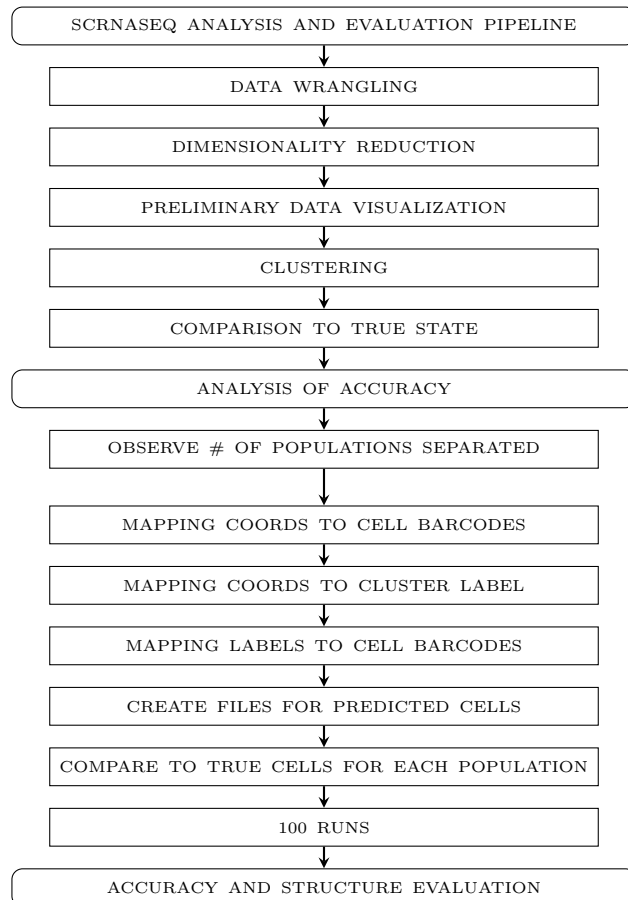 SCRNASEQ ANALYSIS AND EVALUATION PIPELINE
DATA WRANGLING
DIMENSIONALITY REDUCTION
PRELIMINARY DATA VISUALIZATION
CLUSTERING
COMPARISON TO TRUE STATE
ANALYSIS OF ACCURACY
OBSERVE # OF POPULATIONS SEPARATED
MAPPING COORDS TO CELL BARCODES
MAPPING COORDS TO CLUSTER LABEL
MAPPING LABELS TO CELL BARCODES
CREATE FILES FOR PREDICTED CELLS
COMPARE TO TRUE CELLS FOR EACH POPULATION
100 RUNS
ACCURACY AND STRUCTURE EVALUATION